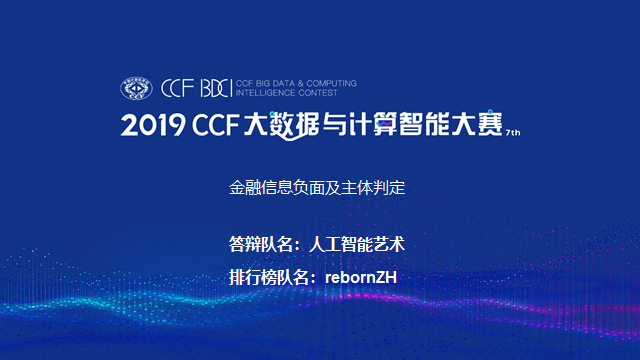 CCF BDCI CCF BIG DATA & COMPUTING
INTELLIGENCE CONTEST
2019 CCF 大数据与计算智能大赛 7th
金融信息负面及主体判定
答辩队名：人工智能艺术
排行榜队名：rebornZH